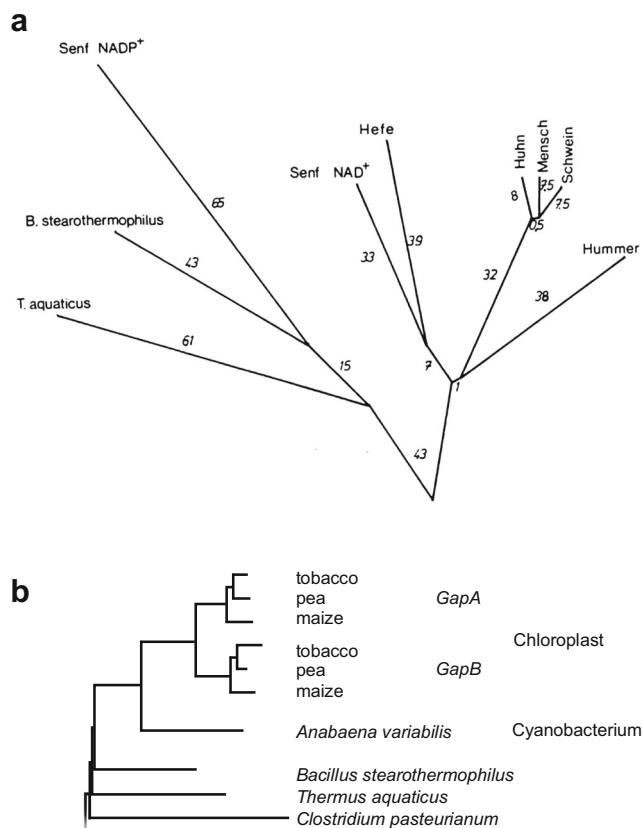 a
Senf NADP+
Hefe
Senf NAD+
Huhn
Mensch
Schwein
B. stearothermophilus
T. aquaticus
Hummer
65
43
61
15
33
39
7
8
7,5
7,5
0,5
32
38
1
43
b
tobacco
pea GapA
maize
Chloroplast
tobacco
pea GapB
maize
Anabaena variabilis Cyanobacterium
Bacillus stearothermophilus
Thermus aquaticus
Clostridium pasteurianum